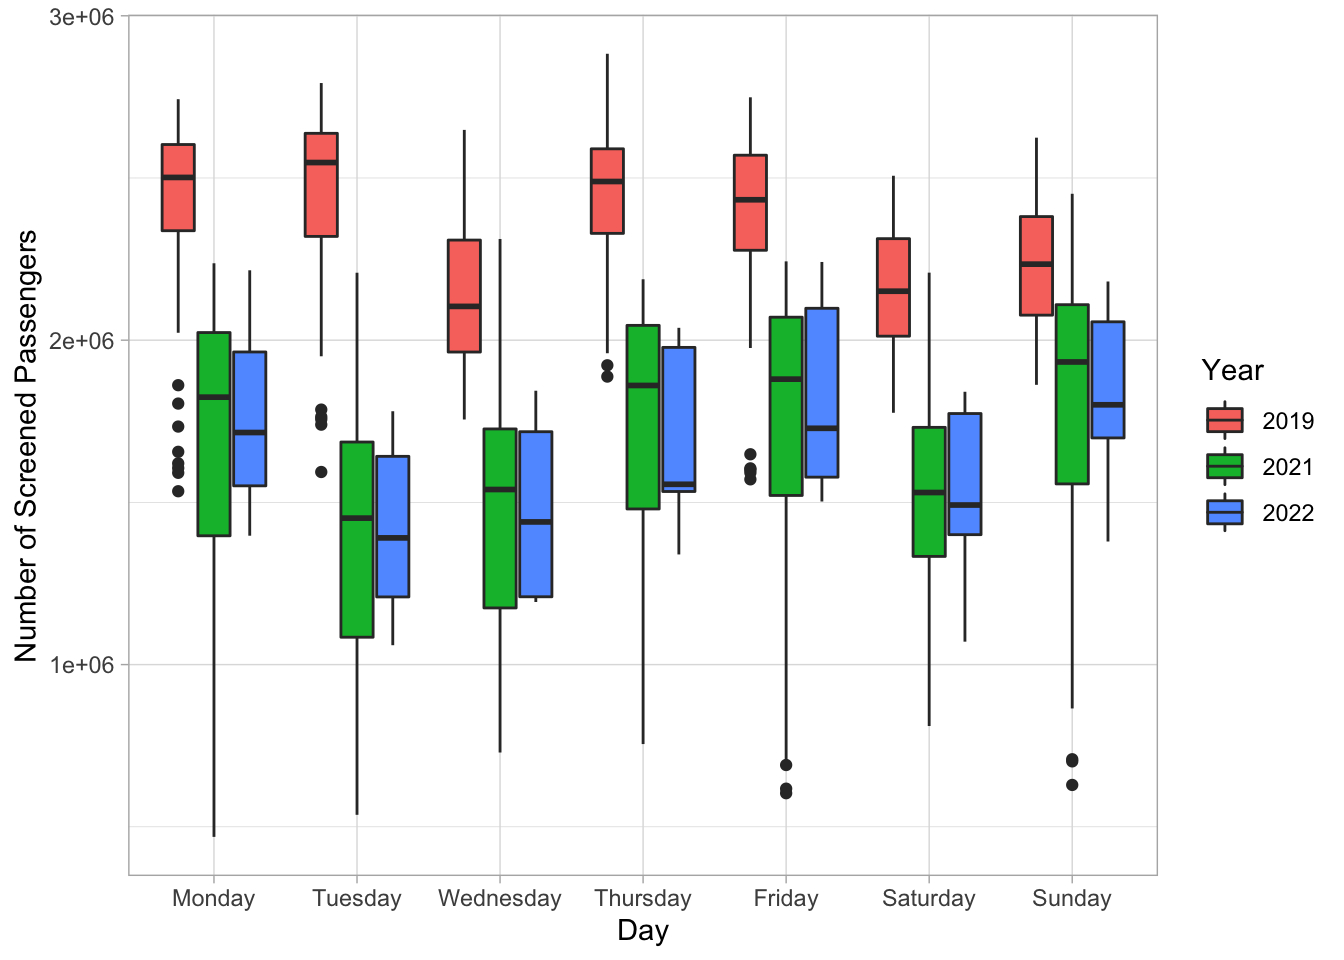 Number of Screened Passengers
3e+06
2e+06
1e+06
Monday Tuesday Wednesday Thursday Friday Saturday Sunday
Day
Year
2019
2021
2022